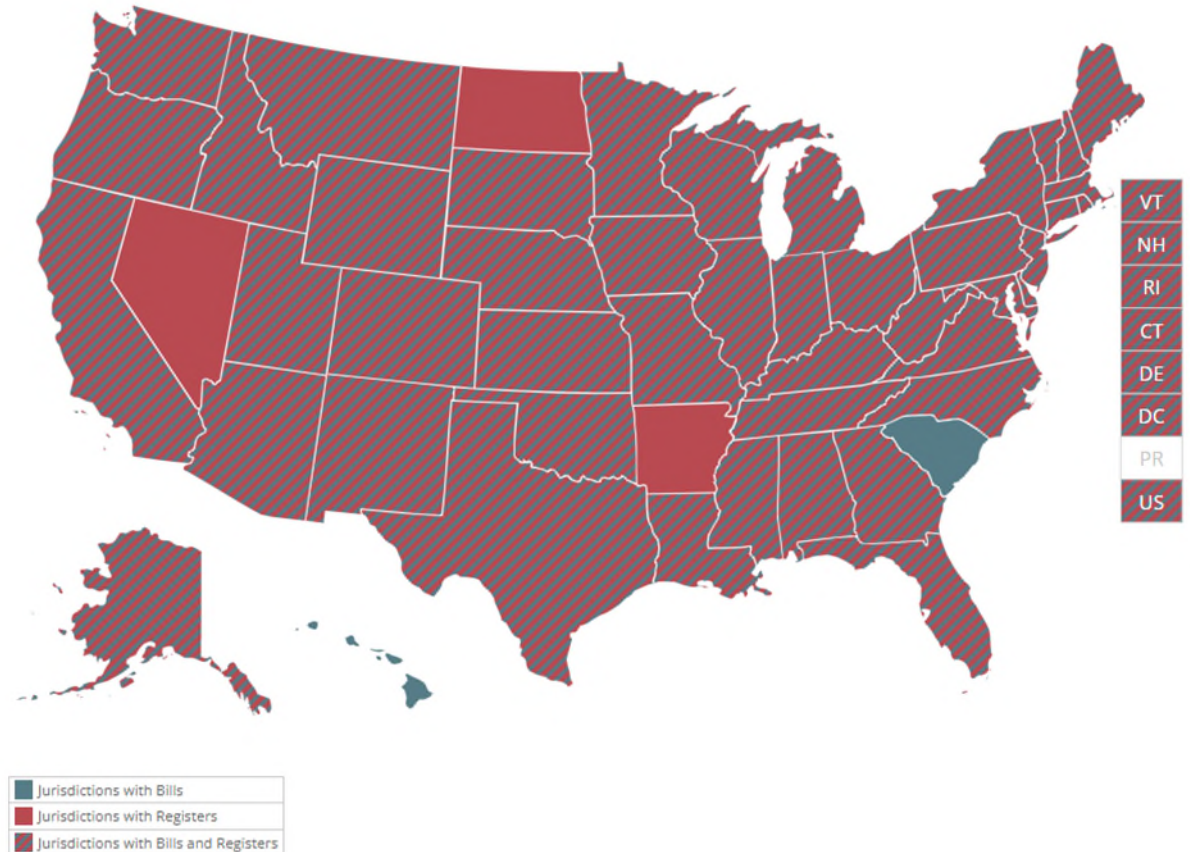 VT
NH
RI
CT
DE
DC
PR
US
Jurisdictions with Bills
Jurisdictions with Registers
Jurisdictions with Bills and Registers